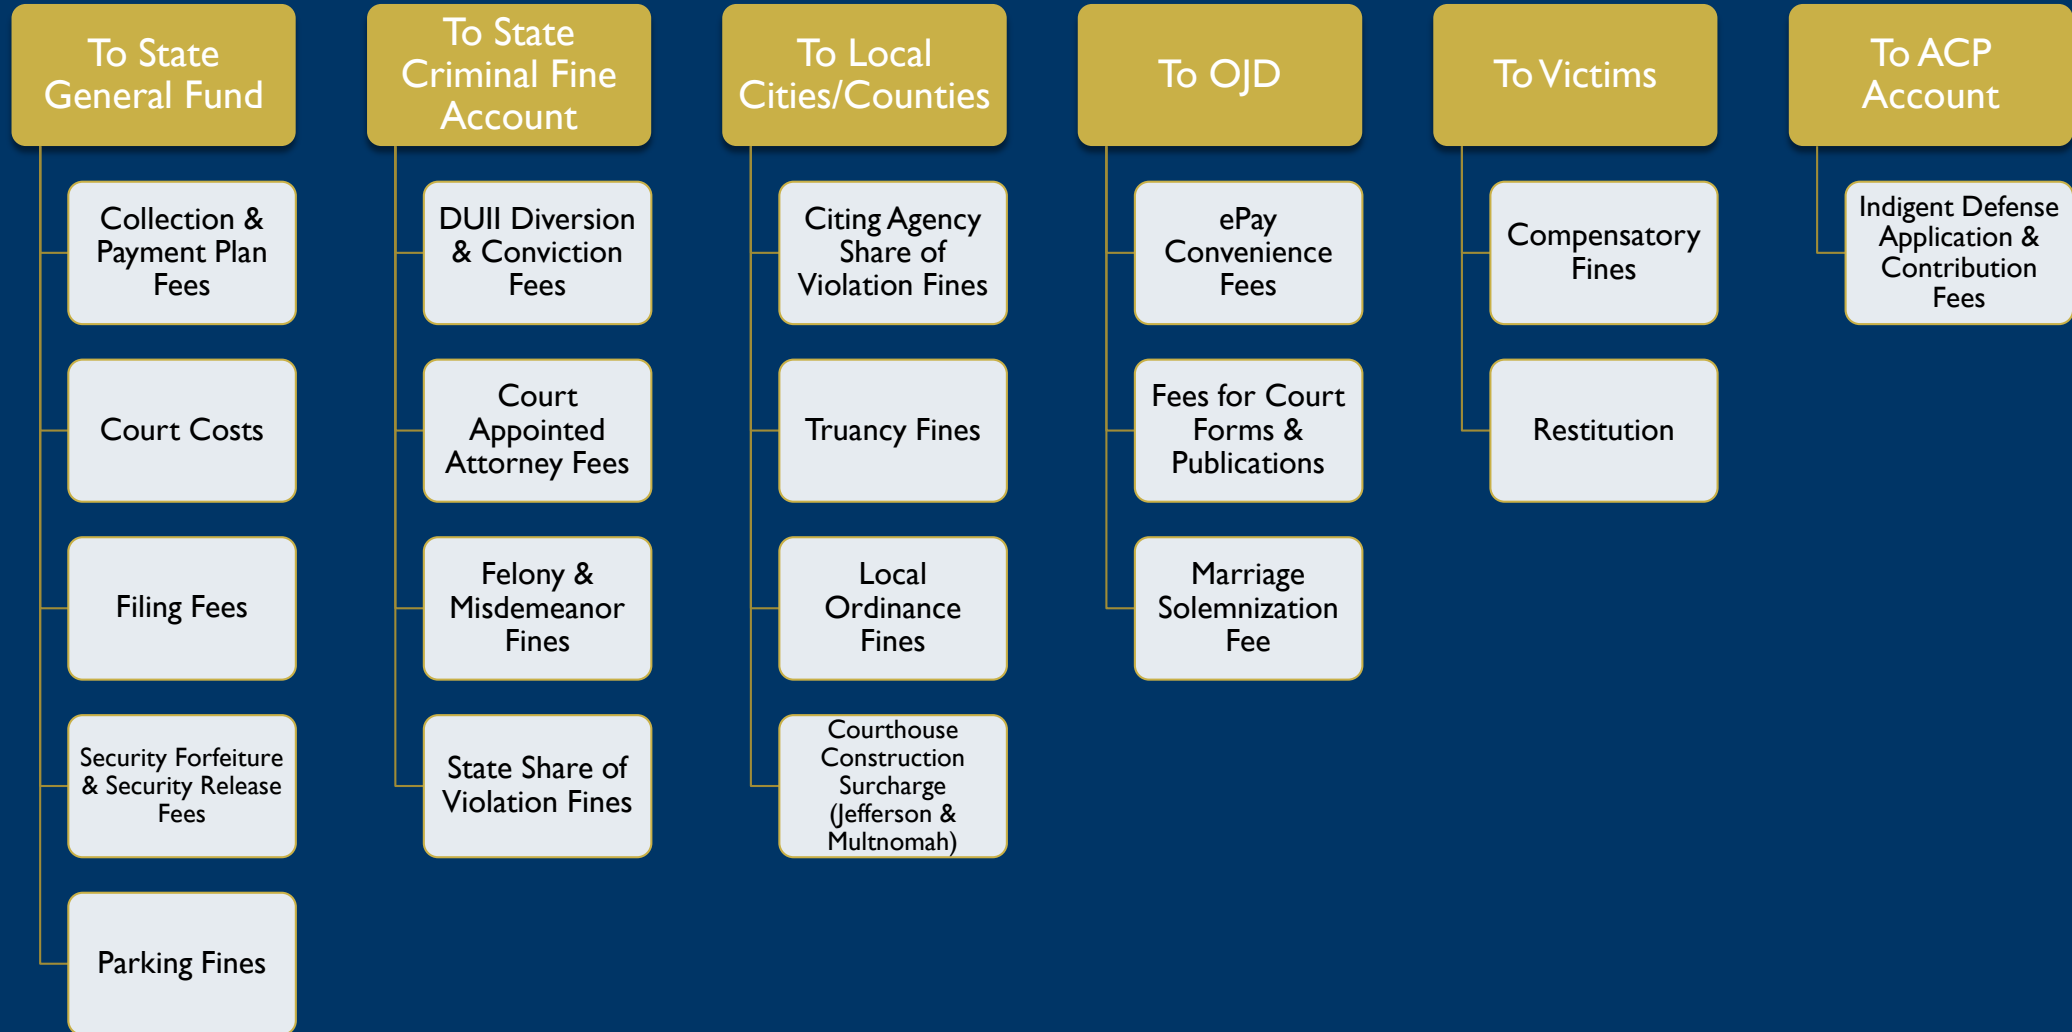 To State
General Fund
Collection &
Payment Plan
Fees
Court Costs
Filing Fees
Security Forfeiture
& Security Release
Fees
Parking Fines
To State
Criminal Fine
Account
DUII Diversion
& Conviction
Fees
Court
Appointed
Attorney Fees
Felony &
Misdemeanor
Fines
State Share of
Violation Fines
To Local
Cities/Counties
Citing Agency
Share of
Violation Fines
Truancy Fines
Local
Ordinance
Fines
Courthouse
Construction
Surcharge
(Jefferson &
Multnomah)
To OJD
ePay
Convenience
Fees
Fees for Court
Forms &
Publications
Marriage
Solemnization
Fee
To Victims
Compensatory
Fines
Restitution
To ACP
Account
Indigent Defense
Application &
Contribution
Fees